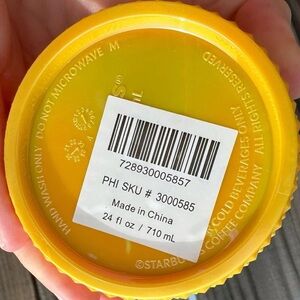 728930005857
PHI SKU # 3000585
Made in China
24 fl oz / 710 mL
HAND WASH ONLY DO NOT MICROWAVE M
COLD BEVERAGES ONLY
ALL RIGHTS RESERVED
COFFEE COMPANY